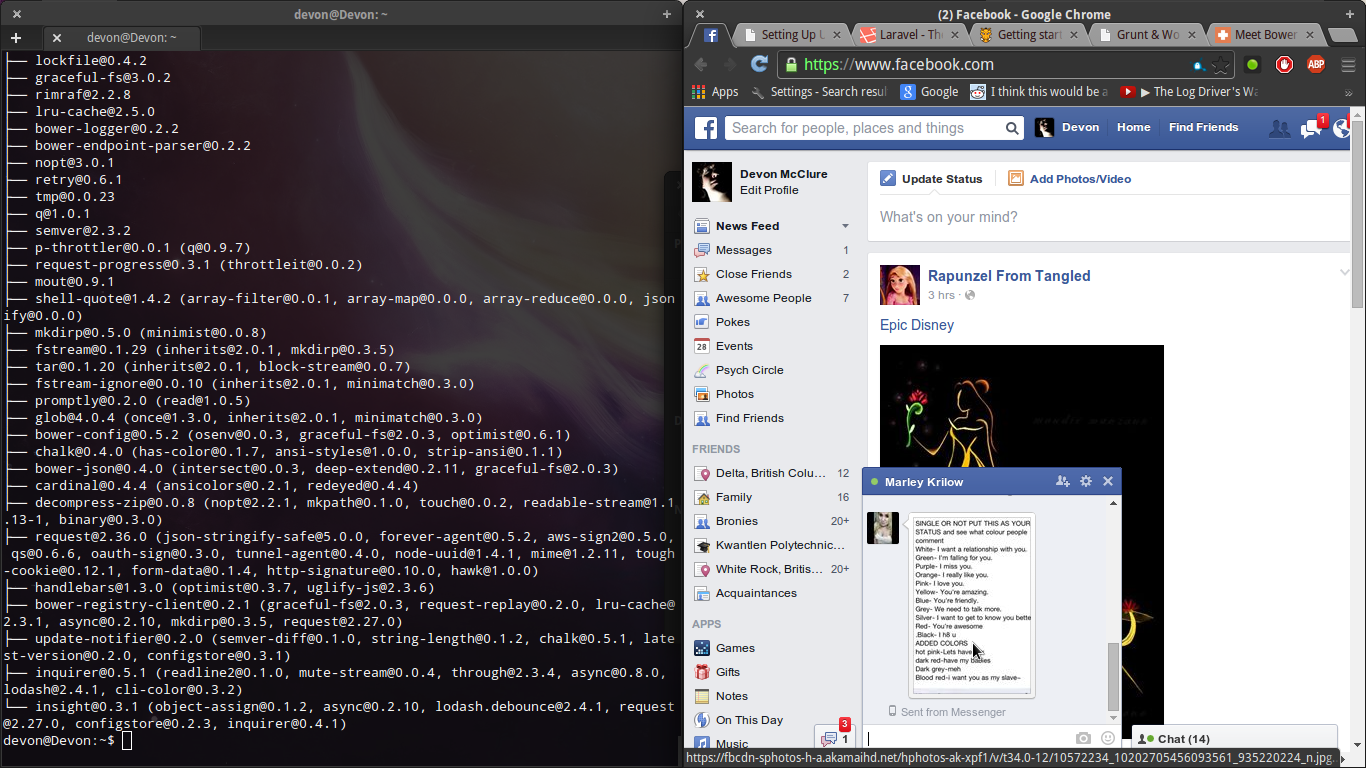 devon@Devon: ~
devon@Devon: ~
├── lockfile@0.4.2
├── graceful-fs@3.0.2
├── rimraf@2.2.8
├── lru-cache@2.5.0
├── bower-logger@0.2.2
├── bower-endpoint-parser@0.2.2
├── nopt@3.0.1
├── retry@0.6.1
├── tmp@0.0.23
├── q@1.0.1
├── semver@2.3.2
├── p-throttler@0.0.1 (q@0.9.7)
├── request-progress@0.3.1 (throttleit@0.0.2)
├── mout@0.9.1
├── shell-quote@1.4.2 (array-filter@0.0.1, array-map@0.0.0, array-reduce@0.0.0, json
ify@0.0.0)
├── mkdirp@0.5.0 (minimist@0.0.8)
├── fstream@0.1.29 (inherits@2.0.1, mkdirp@0.3.5)
├── tar@0.1.20 (inherits@2.0.1, block-stream@0.0.7)
├── fstream-ignore@0.0.10 (inherits@2.0.1, minimatch@0.3.0)
├── promptly@0.2.0 (read@1.0.5)
├── glob@4.0.4 (once@1.3.0, inherits@2.0.1, minimatch@0.3.0)
├── bower-config@0.5.2 (osenv@0.0.3, graceful-fs@2.0.3, optimist@0.6.1)
├── chalk@0.4.0 (has-color@0.1.7, ansi-styles@1.0.0, strip-ansi@0.1.1)
├── bower-json@0.4.0 (intersect@0.0.3, deep-extend@0.2.11, graceful-fs@2.0.3)
├── cardinal@0.4.4 (ansicolors@0.2.1, redeyed@0.4.4)
├── decompress-zip@0.0.8 (nopt@2.2.1, mkpath@0.1.0, touch@0.0.2, readable-stream@1.1
.13-1, binary@0.3.0)
├── request@2.36.0 (json-stringify-safe@5.0.0, forever-agent@0.5.2, aws-sign2@0.5.0,
qs@0.6.6, oauth-sign@0.3.0, tunnel-agent@0.4.0, node-uuid@1.4.1, mime@1.2.11, tough
-cookie@0.12.1, form-data@0.1.4, http-signature@0.10.0, hawk@1.0.0)
├── handlebars@1.3.0 (optimist@0.3.7, uglify-js@2.3.6)
├── bower-registry-client@0.2.1 (graceful-fs@2.0.3, request-replay@0.2.0, lru-cache@
2.3.1, async@0.2.10, mkdirp@0.3.5, request@2.27.0)
├── update-notifier@0.2.0 (semver-diff@0.1.0, string-length@0.1.2, chalk@0.5.1, late
st-version@0.2.0, configstore@0.3.1)
├── inquirer@0.5.1 (readline2@0.1.0, mute-stream@0.0.4, through@2.3.4, async@0.8.0,
lodash@2.4.1, cli-color@0.3.2)
└── insight@0.3.1 (object-assign@0.1.2, async@0.2.10, lodash.debounce@2.4.1, request
@2.27.0, configstore@0.2.3, inquirer@0.4.1)
devon@Devon:~$
(2) Facebook - Google Chrome
Setting Up U
Laravel - The
Getting start
Grunt & Wo
Meet Bower
https://www.facebook.com
ABP
Apps
Settings - Search resul
Google
I think this would be a
▶ The Log Driver's Wa
»
Search for people, places and things
Devon
Home
Find Friends
1
Devon McClure
Edit Profile
News Feed
Messages 1
Close Friends 2
Awesome People 7
Pokes
Events
Psych Circle
Photos
Find Friends
FRIENDS
Delta, British Colu... 12
Family 16
Bronies 20+
Kwantlen Polytechnic...
White Rock, Britis... 20+
Acquaintances
APPS
Games
Gifts
Notes
On This Day
Music
Update Status
Add Photos/Video
What's on your mind?
Rapunzel From Tangled
3 hrs ·
Epic Disney
Marley Krilow
SINGLE OR NOT PUT THIS AS YOUR
STATUS and see what colour people
comment
White- I want a relationship with you.
Green- I'm falling for you.
Purple- I miss you.
Orange- I really like you.
Pink- I love you.
Yellow- You're amazing.
Blue- You're friendly.
Grey- We need to talk more.
Silver- I want to get to know you bette
Red- You're awesome
.Black- I h8 u
ADDED COLORS
hot pink-Lets have
dark red-have my babies
Dark grey-meh
Blood red-i want you as my slave~
Sent from Messenger
3
1
Chat (14)
https://fbcdn-sphotos-h-a.akamaihd.net/hphotos-ak-xpf1/v/t34.0-12/10572234_10202705456093561_935220224_n.jpg...